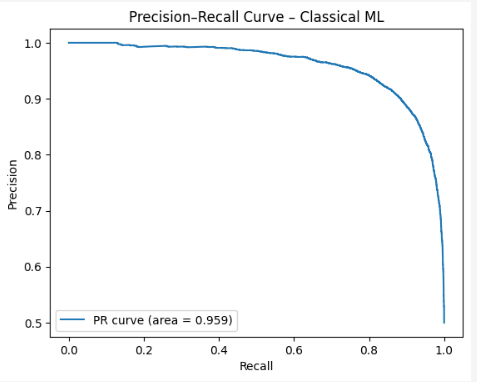 Precision–Recall Curve – Classical ML
1.0
0.9
0.8
0.7
0.6
0.5
Precision
PR curve (area = 0.959)
0.0 0.2 0.4 0.6 0.8 1.0
Recall